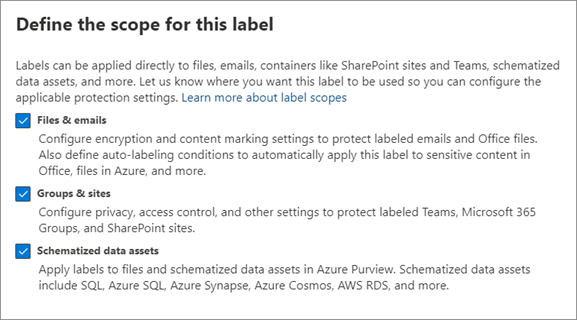 Define the scope for this label
Labels can be applied directly to files, emails, containers like SharePoint sites and Teams, schematized
data assets, and more. Let us know where you want this label to be used so you can configure the
applicable protection settings. Learn more about label scopes
Files & emails
Configure encryption and content marking settings to protect labeled emails and Office files.
Also define auto-labeling conditions to automatically apply this label to sensitive content in
Office, files in Azure, and more.
Groups & sites
Configure privacy, access control, and other settings to protect labeled Teams, Microsoft 365
Groups, and SharePoint sites.
Schematized data assets
Apply labels to files and schematized data assets in Azure Purview. Schematized data assets
include SQL, Azure SQL, Azure Synapse, Azure Cosmos, AWS RDS, and more.